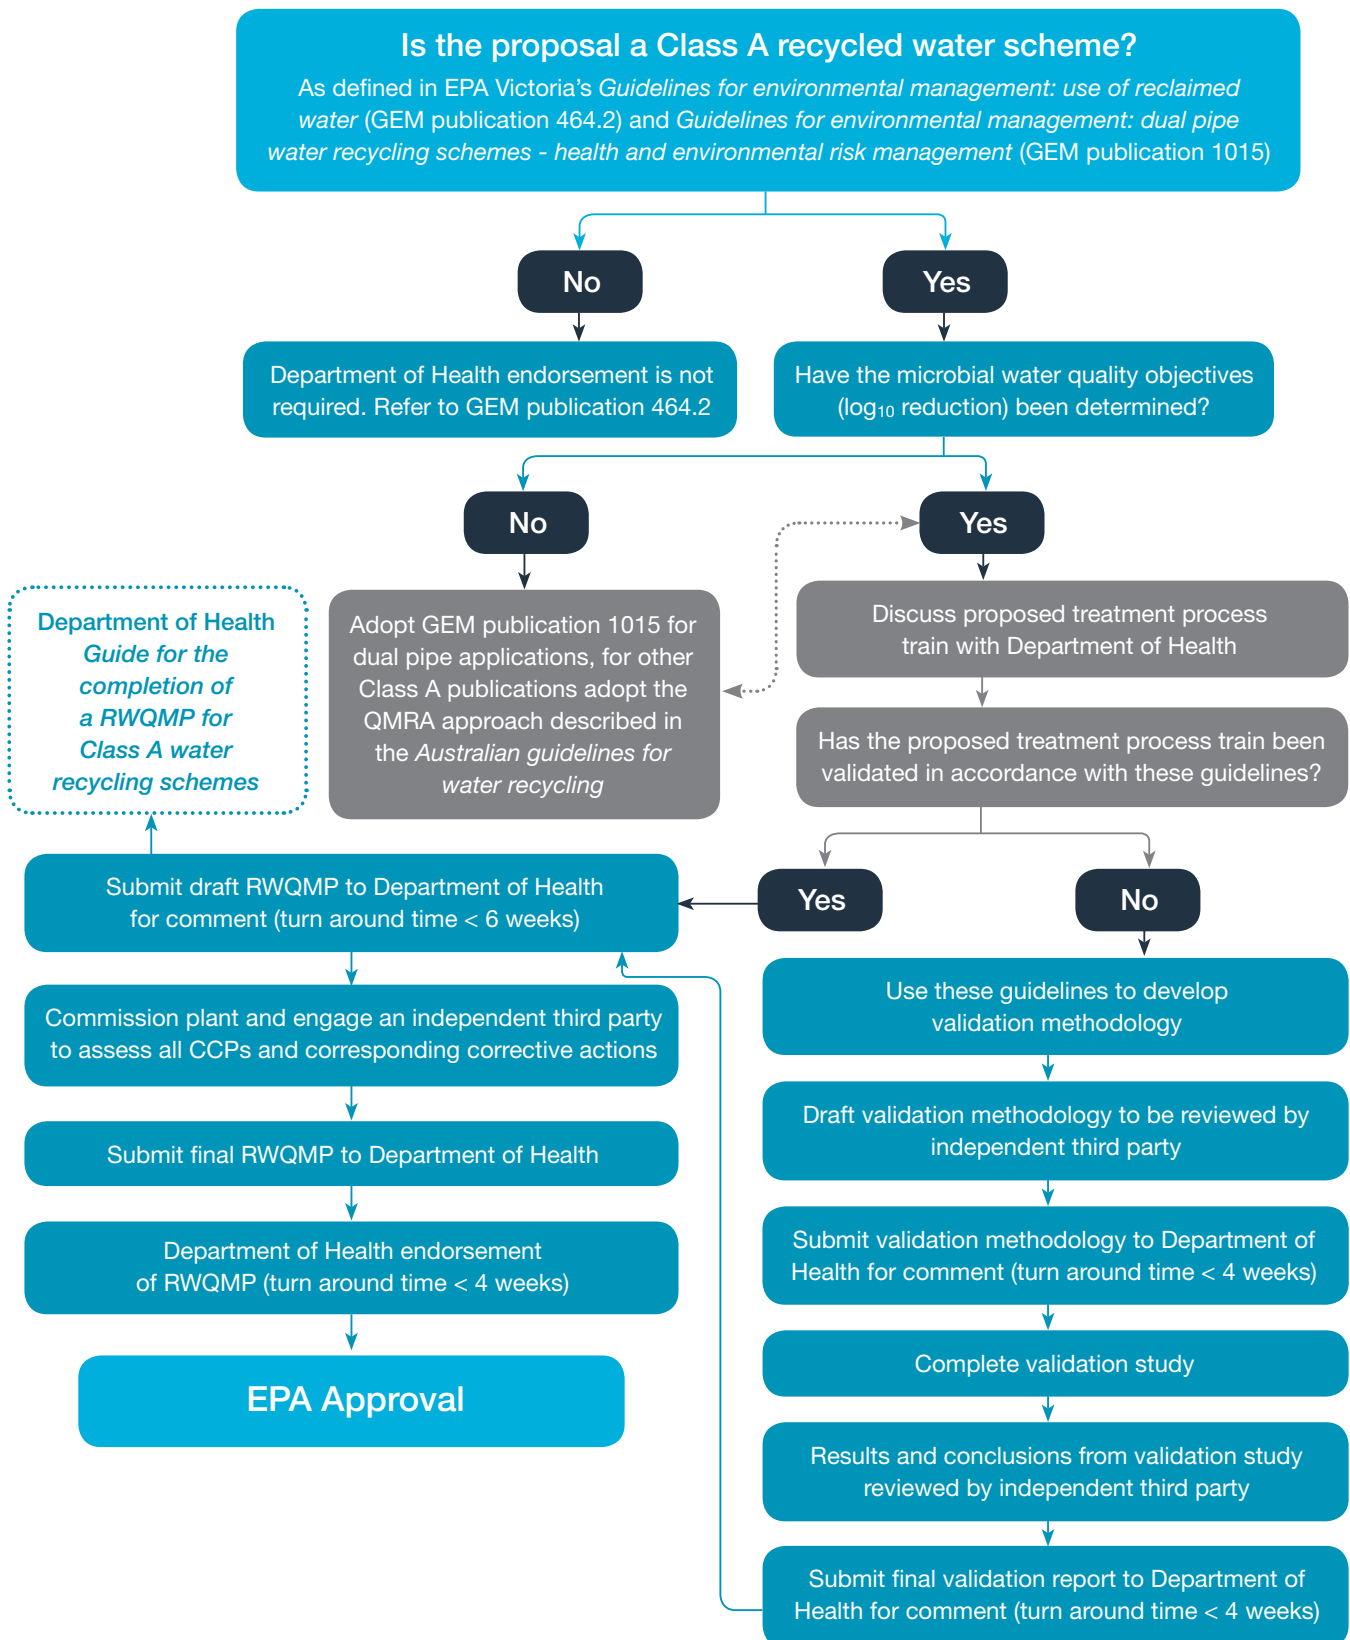 Is the proposal a Class A recycled water scheme?
As defined in EPA Victoria's Guidelines for environmental management: use of reclaimed
water (GEM publication 464.2) and Guidelines for environmental management: dual pipe
water recycling schemes - health and environmental risk management (GEM publication 1015)
No
Yes
Department of Health endorsement is not
required. Refer to GEM publication 464.2
Have the microbial water quality objectives
(log₁₀ reduction) been determined?
No
Yes
Department of Health
Guide for the
completion of
a RWQMP for
Class A water
recycling schemes
Adopt GEM publication 1015 for
dual pipe applications, for other
Class A publications adopt the
QMRA approach described in
the Australian guidelines for
water recycling
Discuss proposed treatment process
train with Department of Health
Has the proposed treatment process train been
validated in accordance with these guidelines?
Yes
No
Submit draft RWQMP to Department of Health
for comment (turn around time < 6 weeks)
Commission plant and engage an independent third party
to assess all CCPs and corresponding corrective actions
Submit final RWQMP to Department of Health
Department of Health endorsement
of RWQMP (turn around time < 4 weeks)
EPA Approval
Use these guidelines to develop
validation methodology
Draft validation methodology to be reviewed by
independent third party
Submit validation methodology to Department of
Health for comment (turn around time < 4 weeks)
Complete validation study
Results and conclusions from validation study
reviewed by independent third party
Submit final validation report to Department of
Health for comment (turn around time < 4 weeks)